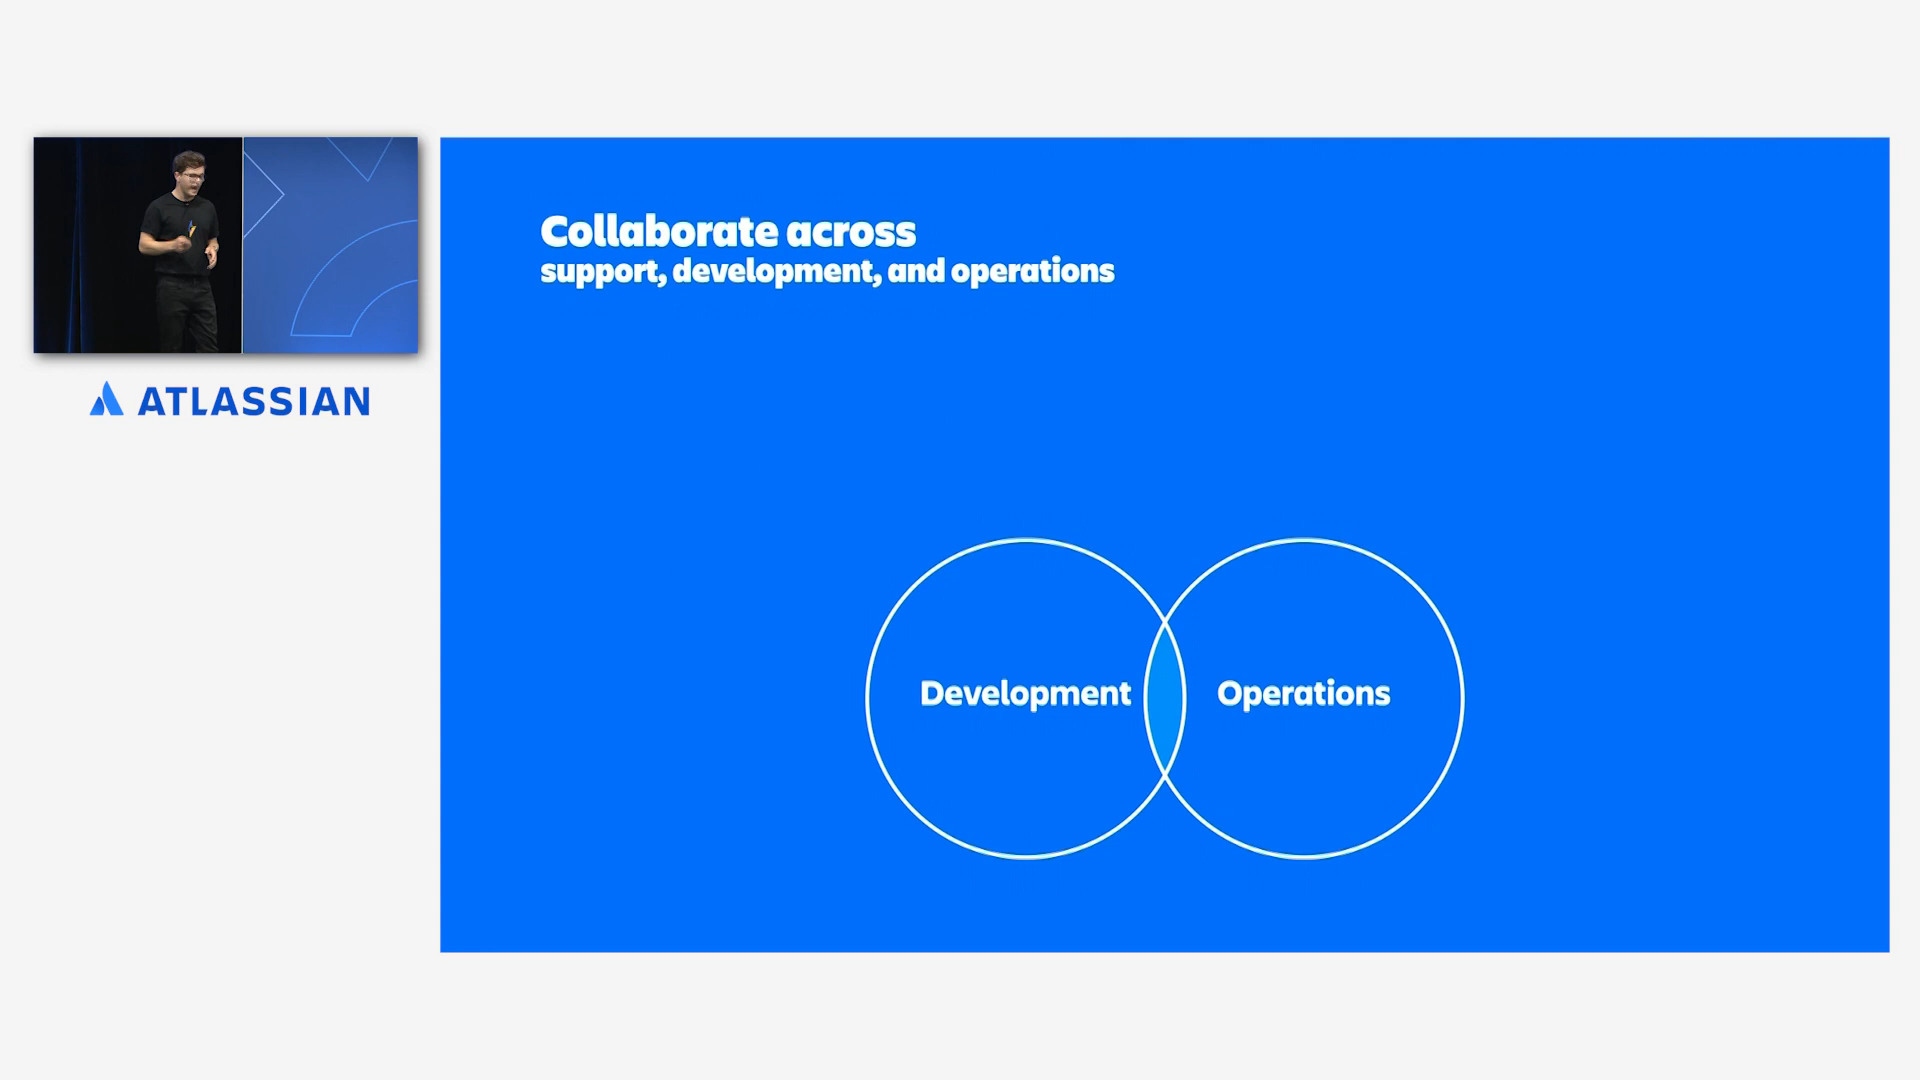 Collaborate across
support, development, and operations
ATLASSIAN
Development
Operations